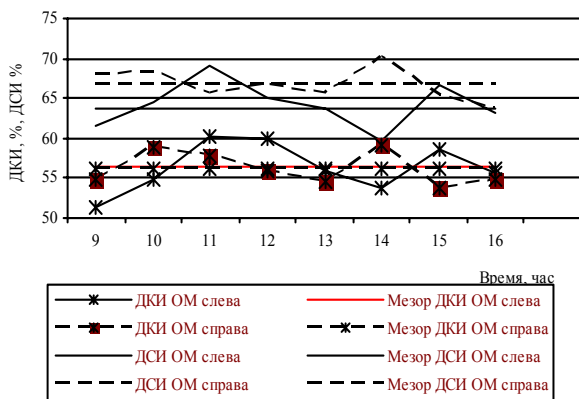 ДКИ, %, ДСИ %
75
70
65
60
55
50
9 10 11 12 13 14 15 16
Время, час
ДКИ ОМ слева Мезор ДКИ ОМ слева
ДКИ ОМ справа Мезор ДКИ ОМ справа
ДСИ ОМ слева Мезор ДСИ ОМ слева
ДСИ ОМ справа Мезор ДСИ ОМ справа